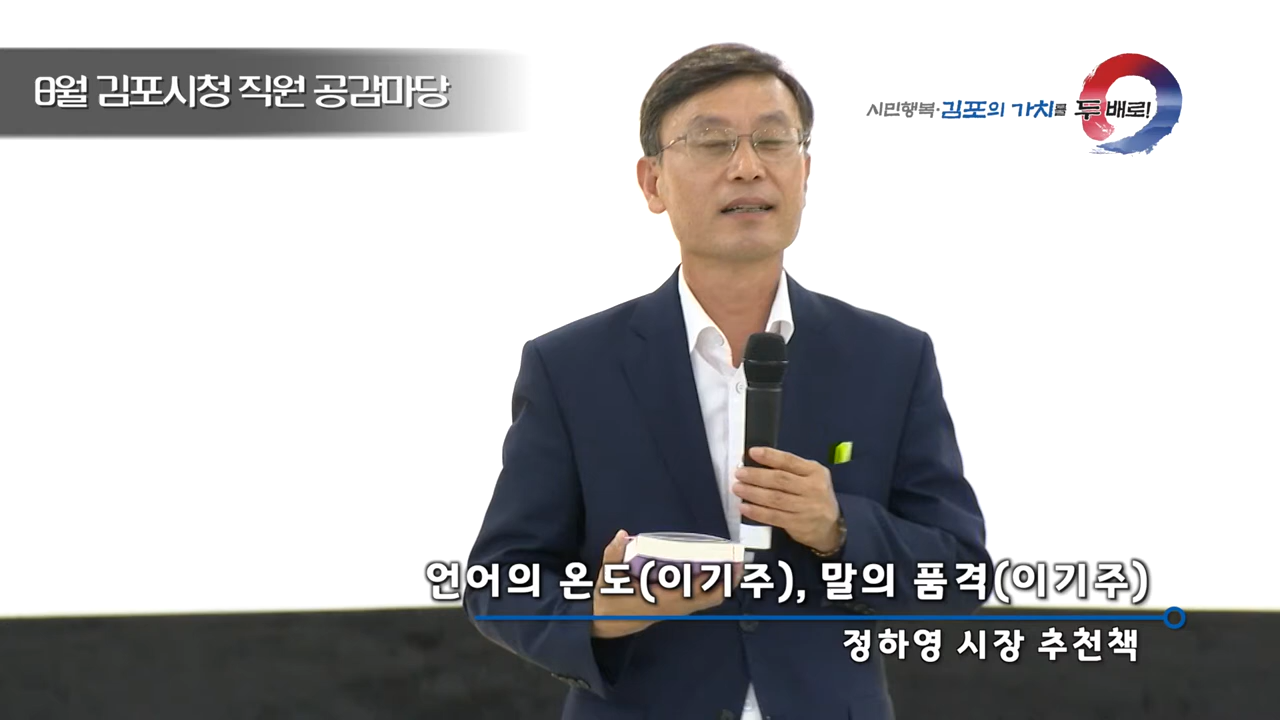 8월 김포시청 직원 공감마당
시민행복·김포의 가치를 두 배로!
언어의 온도(이기주), 말의 품격(이기주)
정하영 시장 추천책